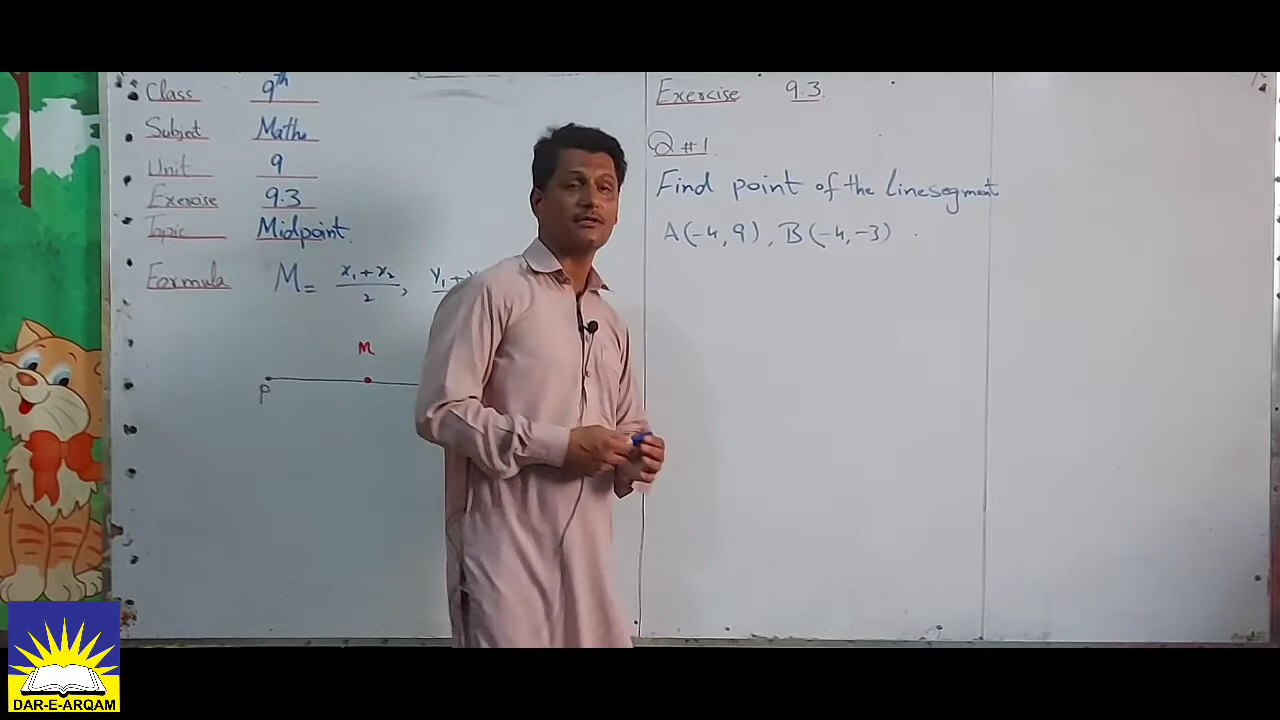 Class 9th
Subject Maths
Unit 9
Exercise 9.3
Topic Midpoint.
Formula M = x₁+x₂ / 2 , y₁+
M
P
Exercise 9.3
Q # 1.
Find point of the linesegment
A(-4, 9), B(-4, -3)
DAR-E-ARQAM